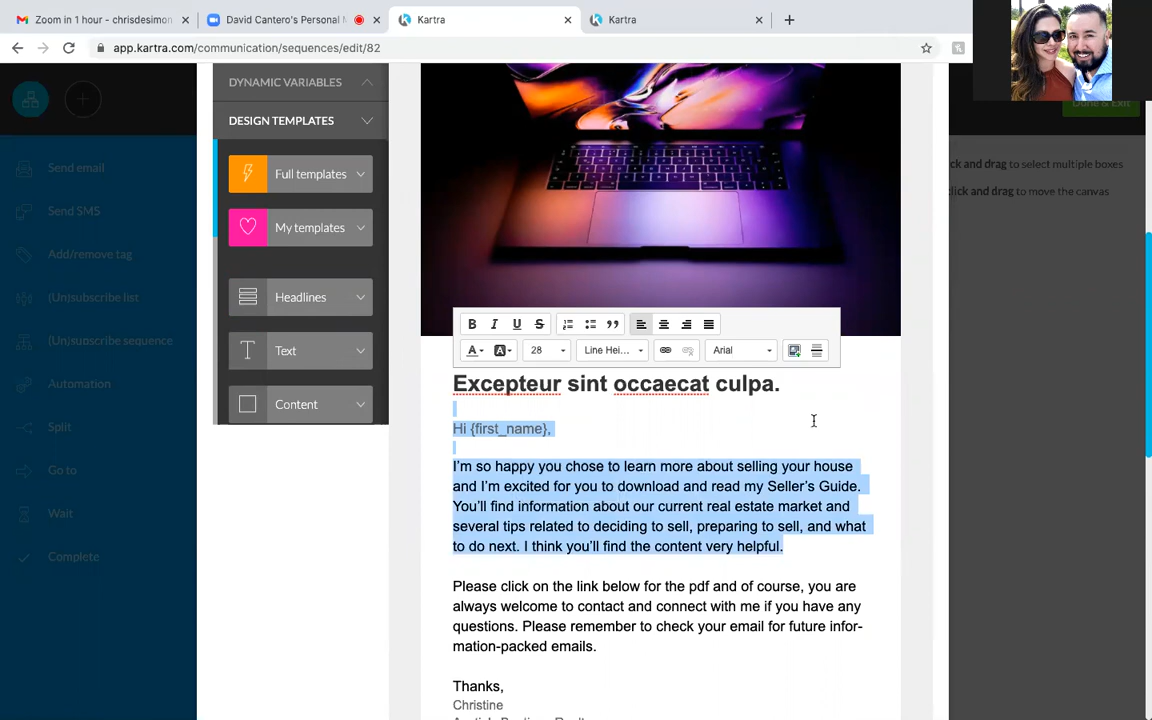 Zoom in 1 hour - chrisdesimon
David Cantero's Personal M
Kartra
Kartra
app.kartra.com/communication/sequences/edit/82
DYNAMIC VARIABLES
DESIGN TEMPLATES
Done & Exit
Send email
Full templates
ick and drag to select multiple boxes
lick and drag to move the canvas
Send SMS
My templates
Add/remove tag
(Un)subscribe list
Headlines
B I U S
(Un)subscribe sequence
Text
A A 28 Line Hei... Arial
Automation
Excepteur sint occaecat culpa.
Content
Split
Hi {first_name},
Go to
I'm so happy you chose to learn more about selling your house
and I'm excited for you to download and read my Seller's Guide.
Wait
You'll find information about our current real estate market and
several tips related to deciding to sell, preparing to sell, and what
to do next. I think you'll find the content very helpful.
Complete
Please click on the link below for the pdf and of course, you are
always welcome to contact and connect with me if you have any
questions. Please remember to check your email for future infor-
mation-packed emails.
Thanks,
Christine